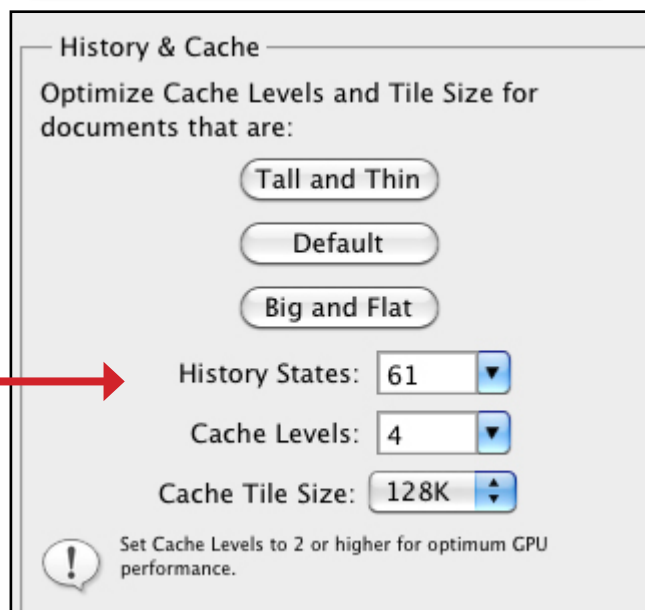 History & Cache
Optimize Cache Levels and Tile Size for
documents that are:
Tall and Thin
Default
Big and Flat
History States: 61
Cache Levels: 4
Cache Tile Size: 128K
Set Cache Levels to 2 or higher for optimum GPU
performance.